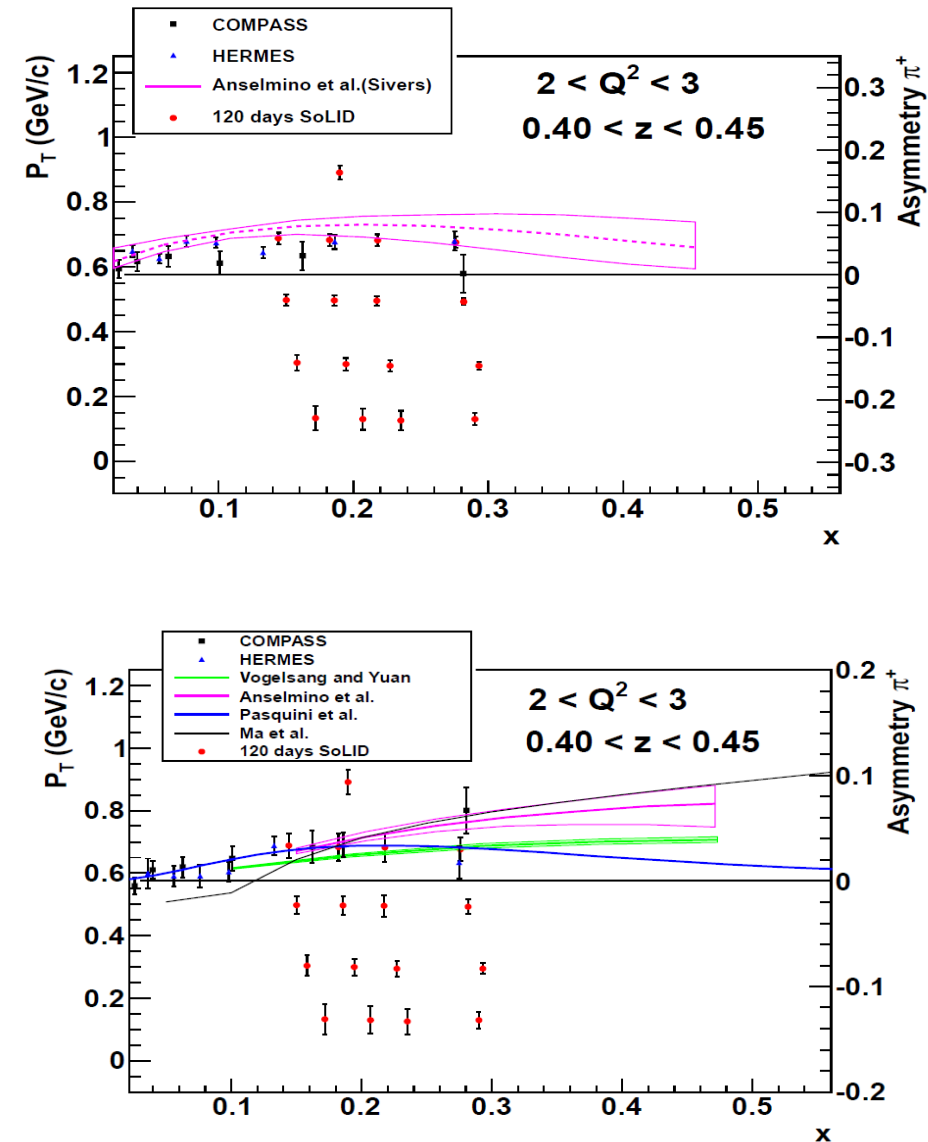 COMPASS
HERMES
Anselmino et al.(Sivers)
120 days SoLID
2 < Q² < 3
0.40 < z < 0.45
P_T (GeV/c)
1.2
1
0.8
0.6
0.4
0.2
0
Asymmetry π⁺
0.3
0.2
0.1
0
-0.1
-0.2
-0.3
0.1 0.2 0.3 0.4 0.5
x
COMPASS
HERMES
Vogelsang and Yuan
Anselmino et al.
Pasquini et al.
Ma et al.
120 days SoLID
2 < Q² < 3
0.40 < z < 0.45
P_T (GeV/c)
1.2
1
0.8
0.6
0.4
0.2
0
Asymmetry π⁺
0.2
0.1
0
-0.1
-0.2
0.1 0.2 0.3 0.4 0.5
x